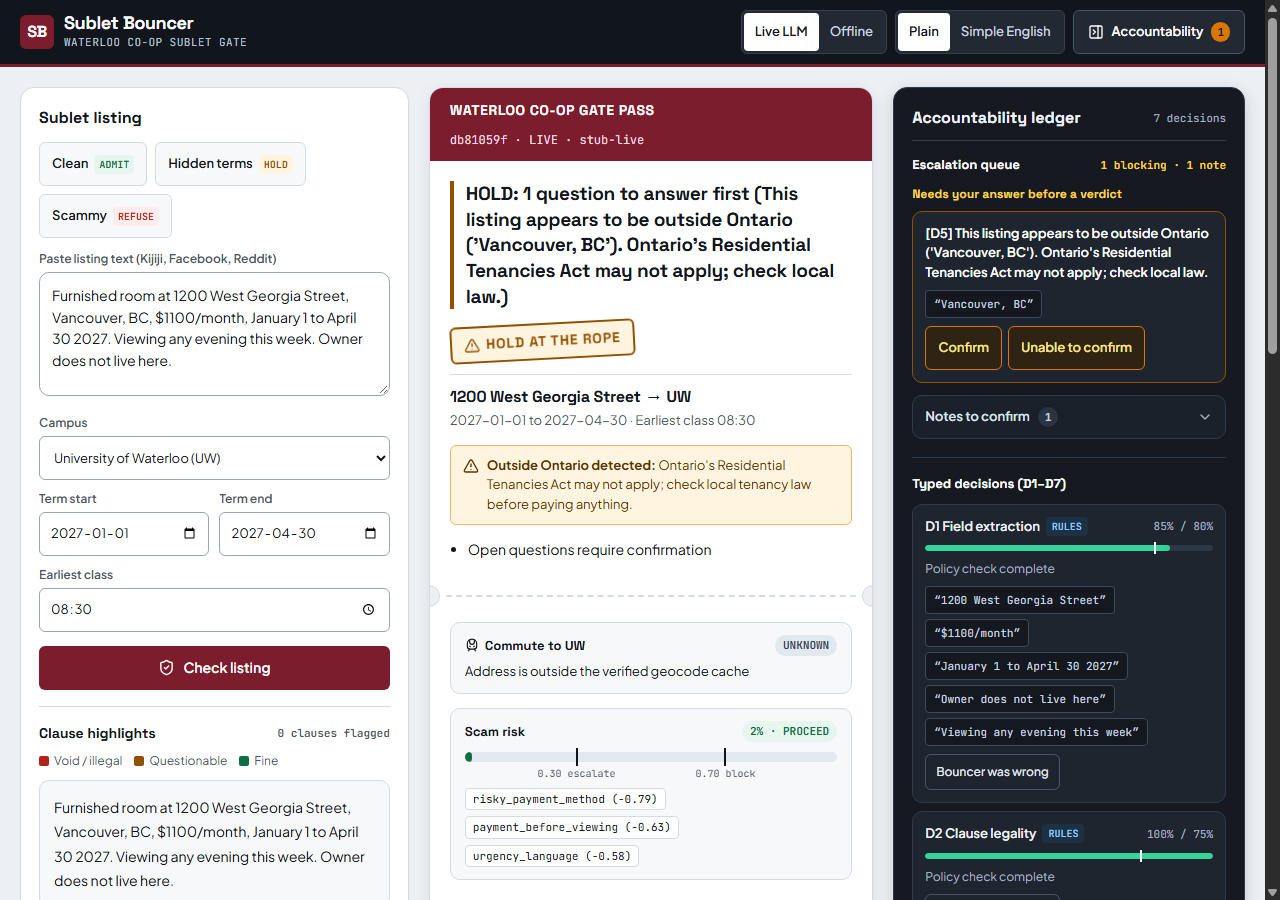 SB
Sublet Bouncer
WATERLOO CO-OP SUBLET GATE
Live LLM
Offline
Plain
Simple English
Accountability 1
Sublet listing
Clean ADMIT
Hidden terms HOLD
Scammy REFUSE
Paste listing text (Kijiji, Facebook, Reddit)
Furnished room at 1200 West Georgia Street,
Vancouver, BC, $1100/month, January 1 to April
30 2027. Viewing any evening this week. Owner
does not live here.
Campus
University of Waterloo (UW)
Term start
Term end
2027-01-01
2027-04-30
Earliest class
08:30
Check listing
Clause highlights
0 clauses flagged
Void / illegal
Questionable
Fine
Furnished room at 1200 West Georgia Street,
Vancouver, BC, $1100/month, January 1 to April
30 2027. Viewing any evening this week. Owner
does not live here.
WATERLOO CO-OP GATE PASS
db81059f · LIVE · stub-live
HOLD: 1 question to answer first (This
listing appears to be outside Ontario
('Vancouver, BC'). Ontario's Residential
Tenancies Act may not apply; check local
law.)
HOLD AT THE ROPE
1200 West Georgia Street → UW
2027-01-01 to 2027-04-30 · Earliest class 08:30
Outside Ontario detected: Ontario's Residential
Tenancies Act may not apply; check local tenancy law
before paying anything.
• Open questions require confirmation
Commute to UW
UNKNOWN
Address is outside the verified geocode cache
Scam risk
2% · PROCEED
0.30 escalate
0.70 block
risky_payment_method (-0.79)
payment_before_viewing (-0.63)
urgency_language (-0.58)
Accountability ledger
7 decisions
Escalation queue
1 blocking · 1 note
Needs your answer before a verdict
[D5] This listing appears to be outside Ontario
('Vancouver, BC'). Ontario's Residential
Tenancies Act may not apply; check local law.
“Vancouver, BC”
Confirm
Unable to confirm
Notes to confirm 1
Typed decisions (D1–D7)
D1 Field extraction RULES
85% / 80%
Policy check complete
“1200 West Georgia Street”
“$1100/month”
“January 1 to April 30 2027”
“Owner does not live here”
“Viewing any evening this week”
Bouncer was wrong
D2 Clause legality RULES
100% / 75%
Policy check complete